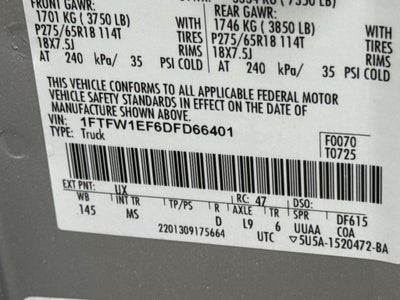 FRONT GAWR: REAR GAWR:
1701 KG ( 3750 LB) 1746 KG ( 3850 LB)
P275/65R18 114T TIRES P275/65R18 114T TIRES
18X7.5J RIMS 18X7.5J RIMS
AT 240 kPa/ 35 PSI COLD AT 240 kPa/ 35 PSI COLD
THIS VEHICLE CONFORMS TO ALL APPLICABLE FEDERAL MOTOR
VEHICLE SAFETY STANDARDS IN EFFECT ON THE DATE OF
MANUFACTURE SHOWN ABOVE.
VIN: 1FTFW1EF6DFD66401
TYPE: Truck
F0070
T0725
EXT PNT: UX RC: 47 DSO:
WB INT TR TP/PS R AXLE TR SPR DF615
145 MS D L9 6 UUAA COA
2201309175664 UTC ▽5U5A-1520472-BA